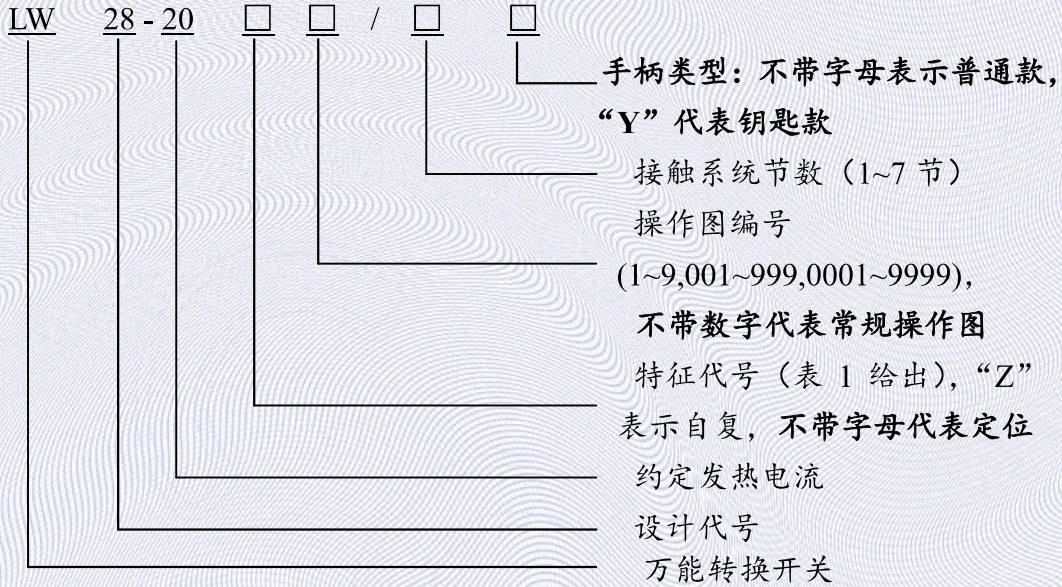 LW 28 - 20 □ □ / □ □
手柄类型：不带字母表示普通款，
“Y”代表钥匙款
接触系统节数（1~7 节）
操作图编号
(1~9,001~999,0001~9999)，
不带数字代表常规操作图
特征代号（表 1 给出），“Z”
表示自复，不带字母代表定位
约定发热电流
设计代号
万能转换开关